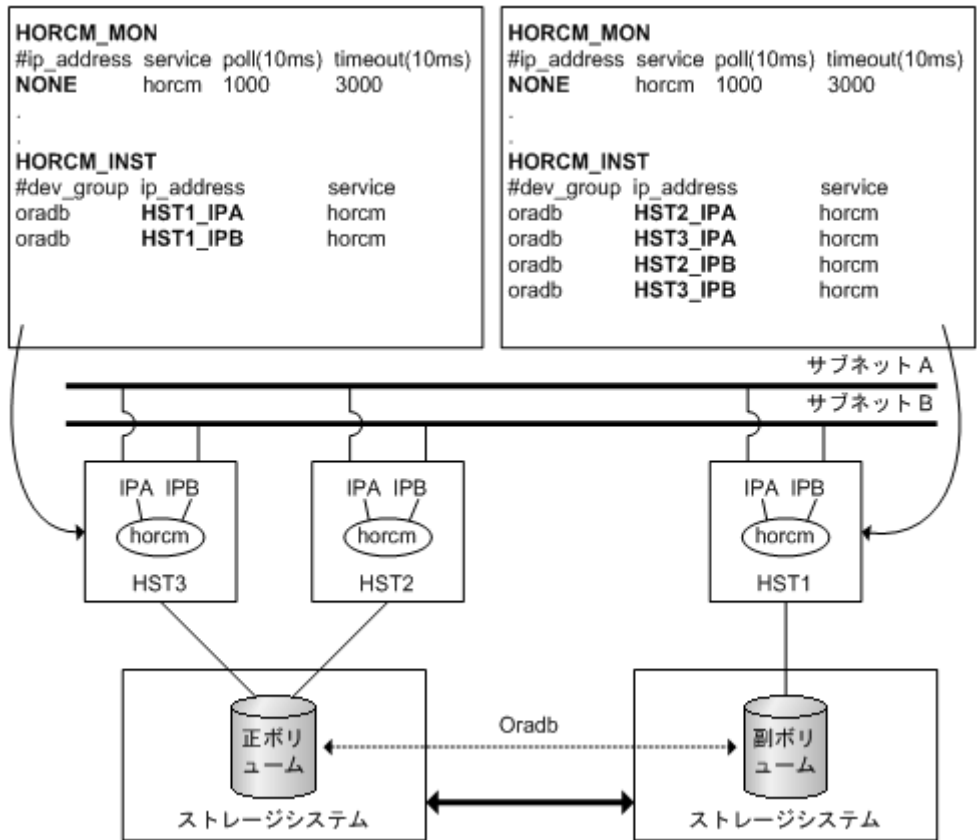 HORCM_MON
#ip_address service poll(10ms) timeout(10ms)
NONE horcm 1000 3000
.
.
HORCM_INST
#dev_group ip_address service
oradb HST1_IPA horcm
oradb HST1_IPB horcm
HORCM_MON
#ip_address service poll(10ms) timeout(10ms)
NONE horcm 1000 3000
.
.
HORCM_INST
#dev_group ip_address service
oradb HST2_IPA horcm
oradb HST3_IPA horcm
oradb HST2_IPB horcm
oradb HST3_IPB horcm
サブネット A
サブネット B
IPA IPB
horcm
HST3
IPA IPB
horcm
HST2
IPA IPB
horcm
HST1
正ボリ
ューム
ストレージシステム
Oradb
副ボリ
ューム
ストレージシステム